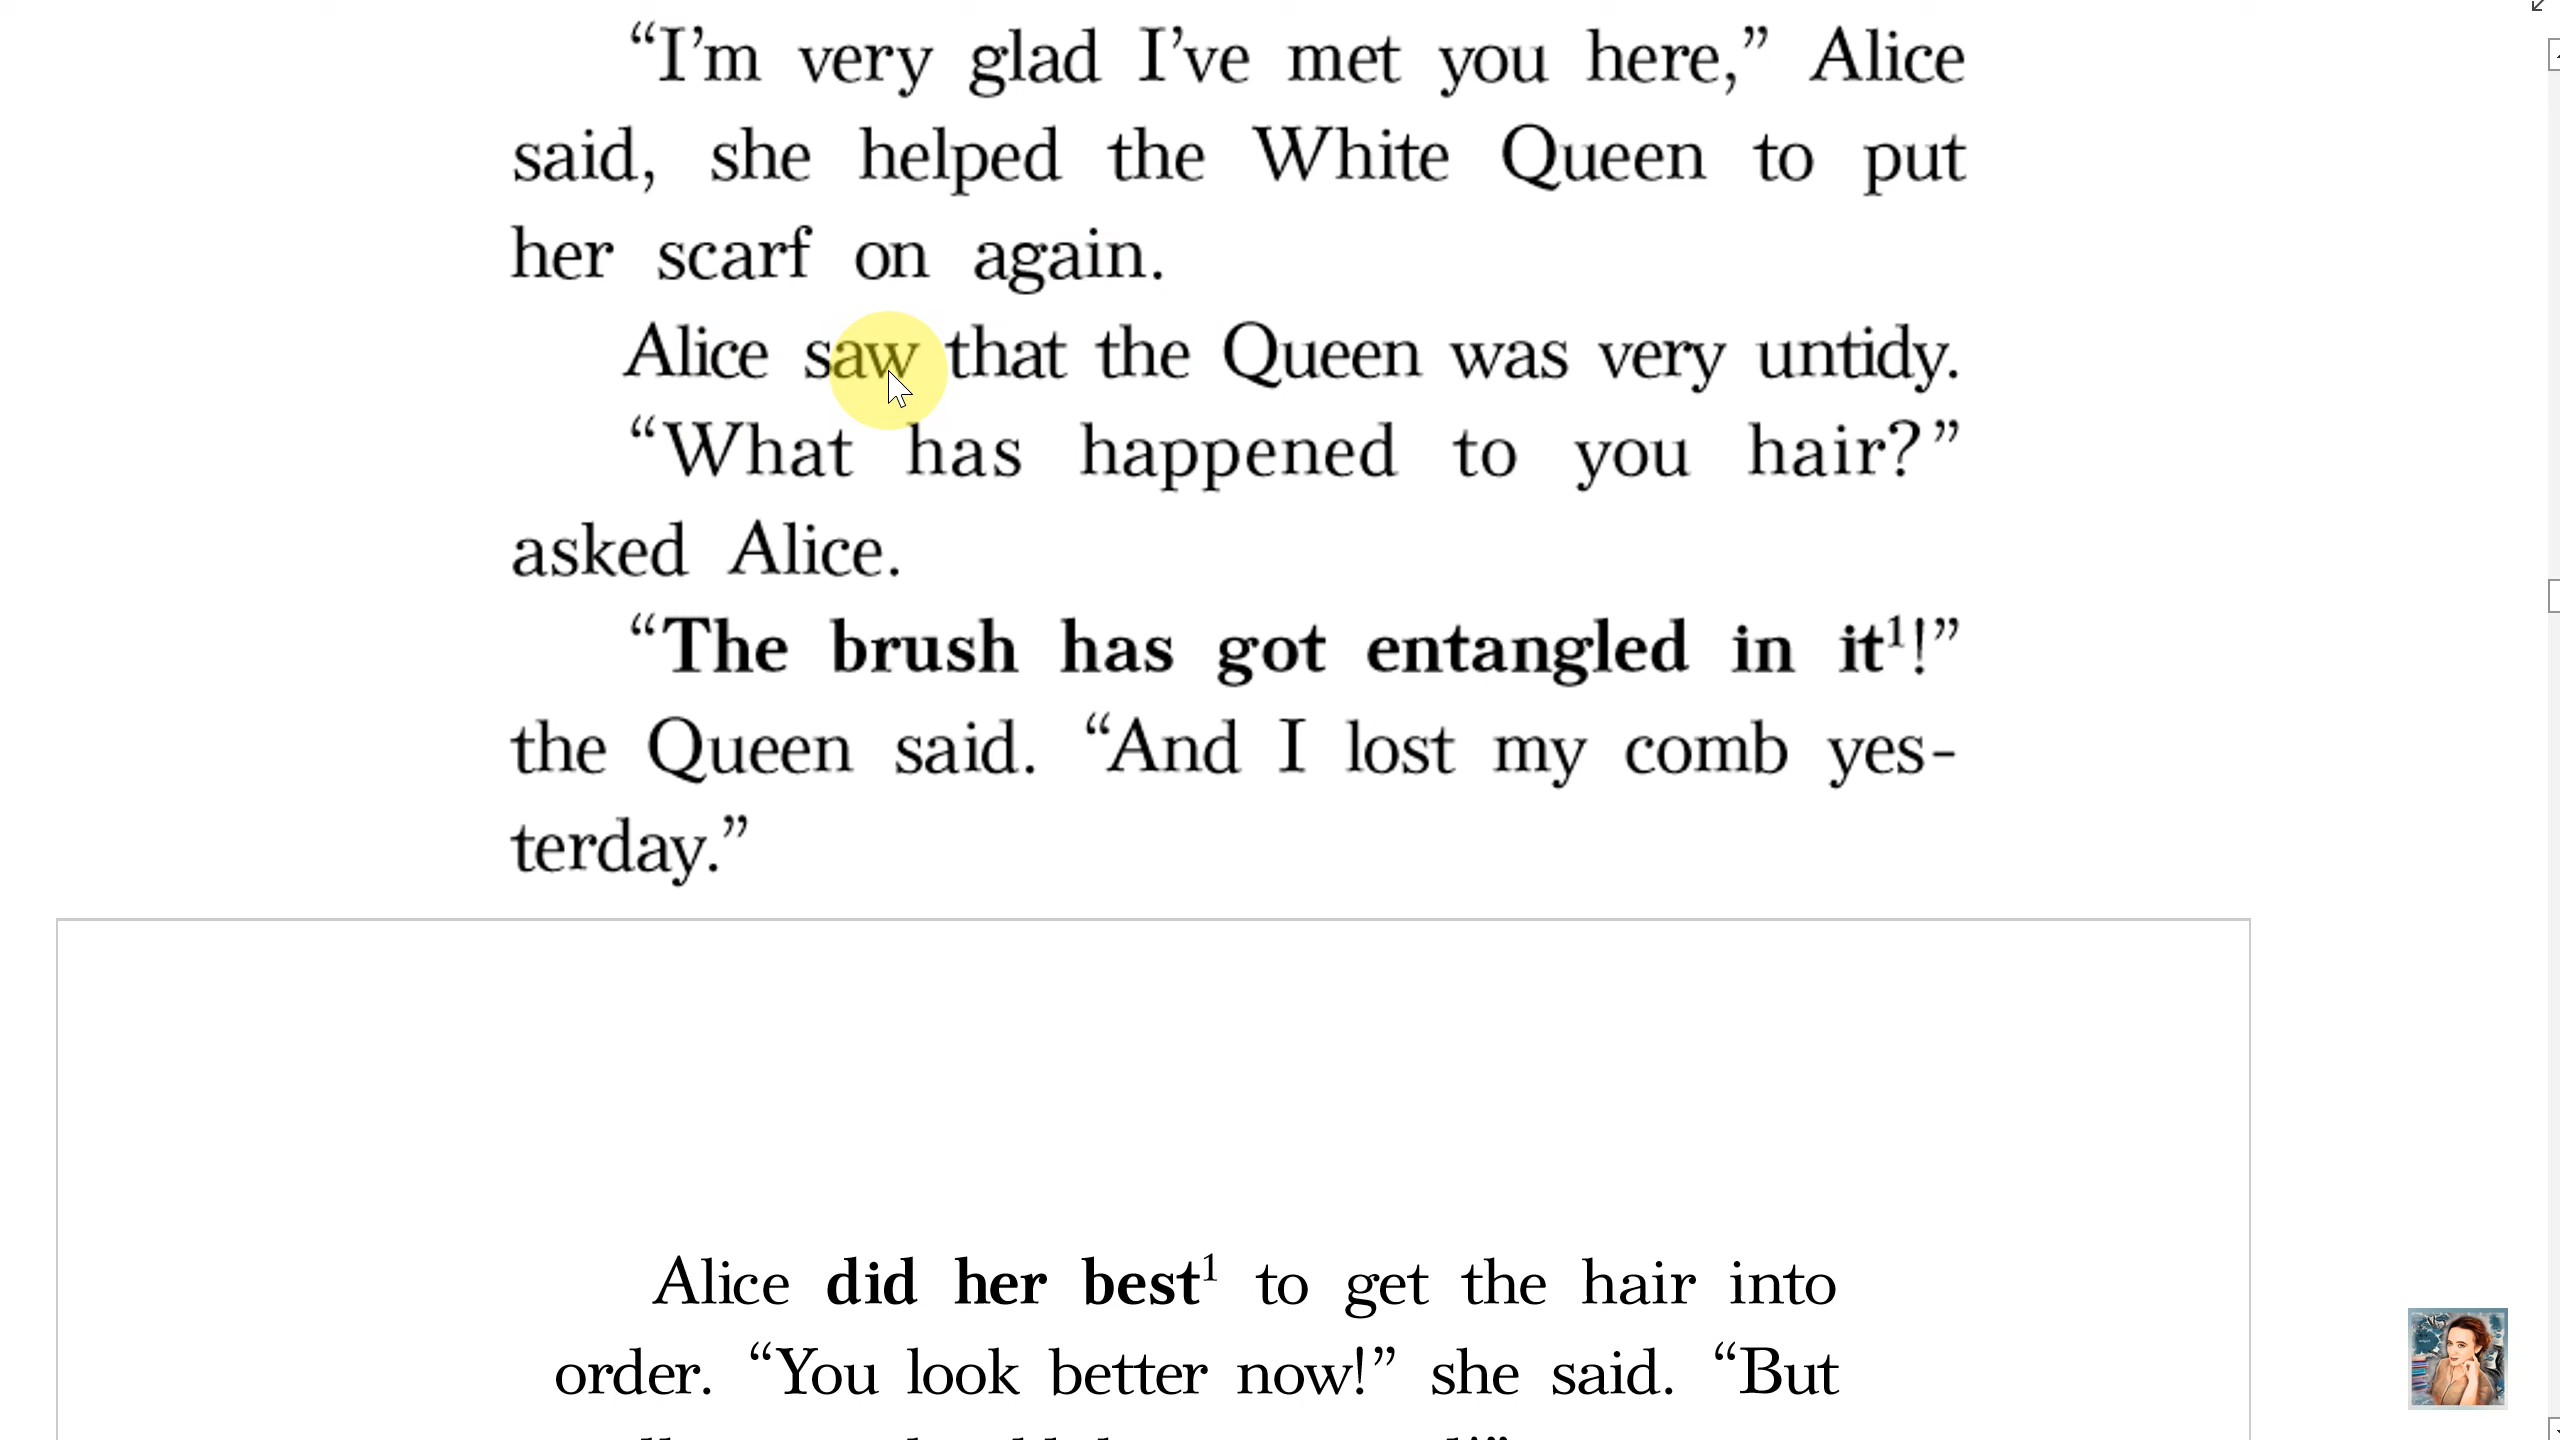 “I’m very glad I’ve met you here,” Alice
said, she helped the White Queen to put
her scarf on again.
Alice saw that the Queen was very untidy.
“What has happened to you hair?”
asked Alice.
“The brush has got entangled in it¹!”
the Queen said. “And I lost my comb yes-
terday.”
Alice did her best¹ to get the hair into
order. “You look better now!” she said. “But